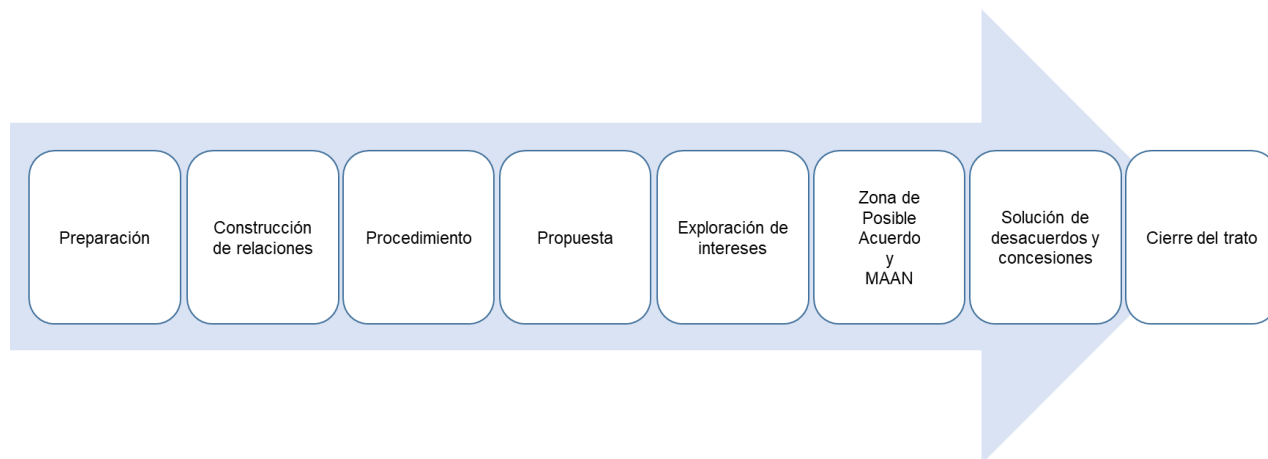 Preparación
Construcción
de relaciones
Procedimiento
Propuesta
Exploración de
intereses
Zona de
Posible
Acuerdo
y
MAAN
Solución de
desacuerdos y
concesiones
Cierre del trato